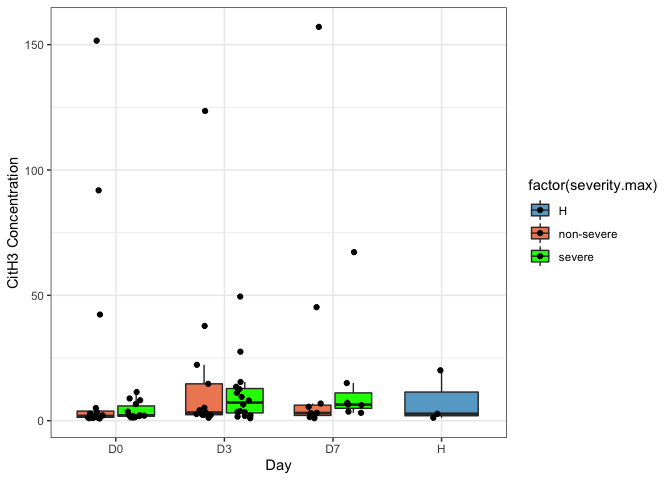 150
100
50
0
CitH3 Concentration
D0 D3 D7 H
Day
factor(severity.max)
H
non-severe
severe